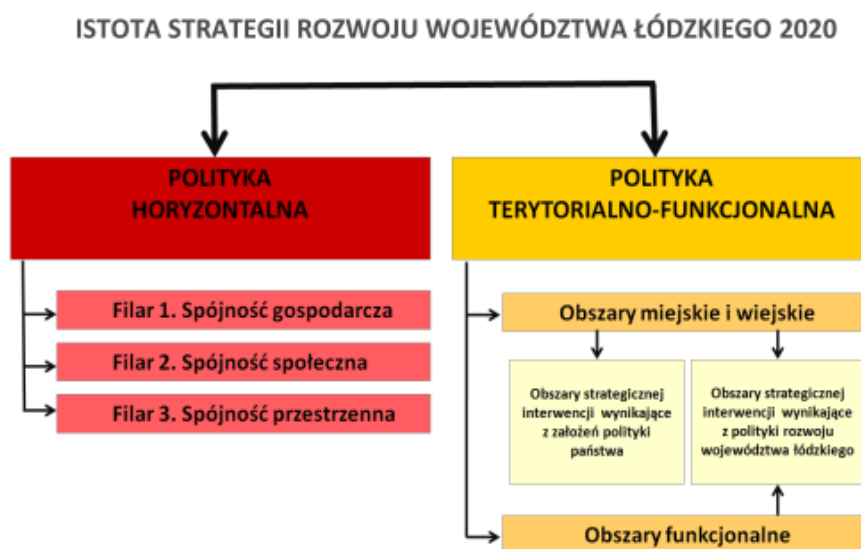 ISTOTA STRATEGII ROZWOJU WOJEWÓDZTWA ŁÓDZKIEGO 2020
POLITYKA
HORYZONTALNA
Filar 1. Spójność gospodarcza
Filar 2. Spójność społeczna
Filar 3. Spójność przestrzenna
POLITYKA
TERYTORIALNO-FUNKCJONALNA
Obszary miejskie i wiejskie
Obszary strategicznej
interwencji wynikające
z założeń polityki
państwa
Obszary strategicznej
interwencji wynikające
z polityki rozwoju
województwa łódzkiego
Obszary funkcjonalne